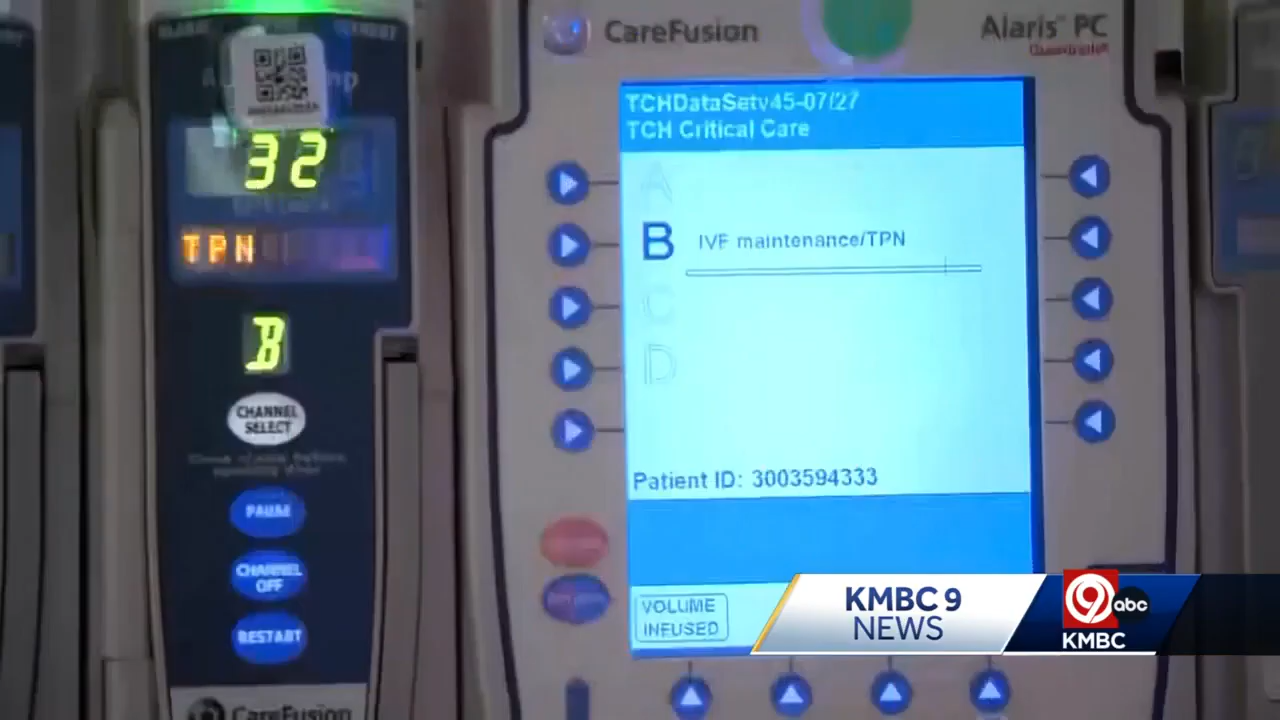 32
TPN
B
CHANNEL
SELECT
PAUSE
CHANNEL
OFF
RESTART
CareFusion
CareFusion
Alaris™ PC
TCHDataSetv45-07/27
TCH Critical Care
A
B IVF maintenance/TPN
C
D
Patient ID: 3003594333
VOLUME
INFUSED
KMBC 9
NEWS
9
abc
KMBC